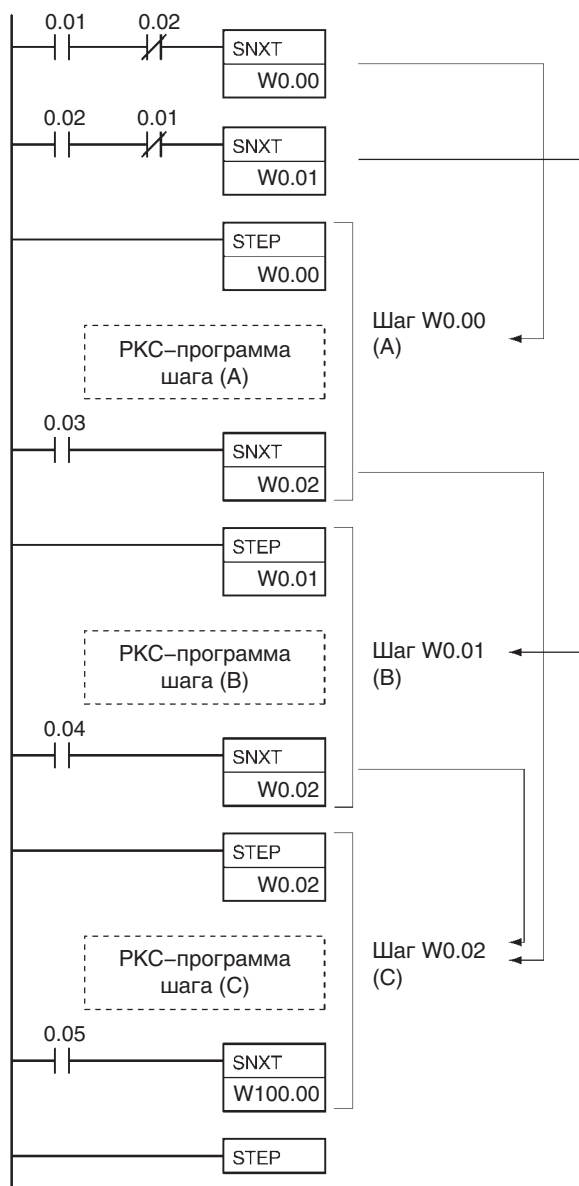 0.01 0.02
SNXT
W0.00
0.02 0.01
SNXT
W0.01
STEP
W0.00
Шаг W0.00
(A)
РКС–программа
шага (A)
0.03
SNXT
W0.02
STEP
W0.01
РКС–программа
шага (B)
Шаг W0.01
(B)
0.04
SNXT
W0.02
STEP
W0.02
РКС–программа
шага (C)
Шаг W0.02
(C)
0.05
SNXT
W100.00
STEP